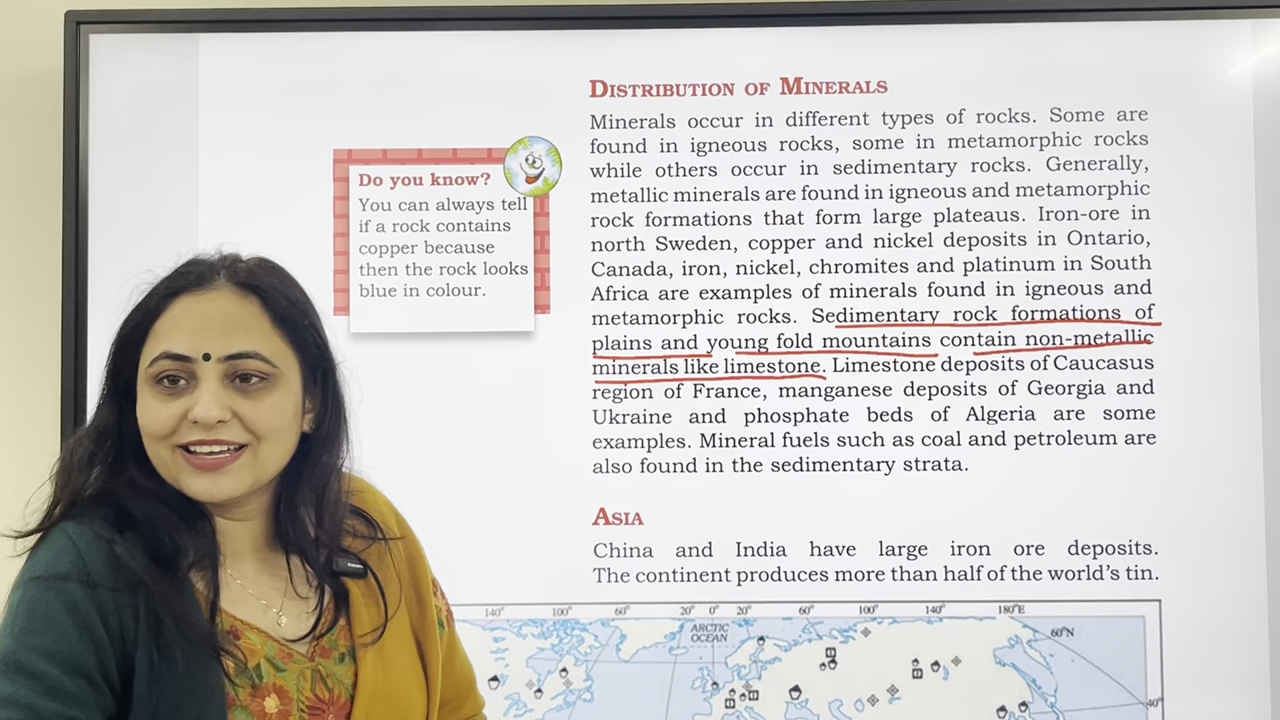 DISTRIBUTION OF MINERALS
Minerals occur in different types of rocks. Some are
found in igneous rocks, some in metamorphic rocks
while others occur in sedimentary rocks. Generally,
metallic minerals are found in igneous and metamorphic
rock formations that form large plateaus. Iron-ore in
north Sweden, copper and nickel deposits in Ontario,
Canada, iron, nickel, chromites and platinum in South
Africa are examples of minerals found in igneous and
metamorphic rocks. Sedimentary rock formations of
plains and young fold mountains contain non-metallic
minerals like limestone. Limestone deposits of Caucasus
region of France, manganese deposits of Georgia and
Ukraine and phosphate beds of Algeria are some
examples. Mineral fuels such as coal and petroleum are
also found in the sedimentary strata.
Do you know?
You can always tell
if a rock contains
copper because
then the rock looks
blue in colour.
ASIA
China and India have large iron ore deposits.
The continent produces more than half of the world's tin.
140° 100° 60° 20° 0° 20° 60° 100° 140° 180°E
ARCTIC
OCEAN
60°N
40°